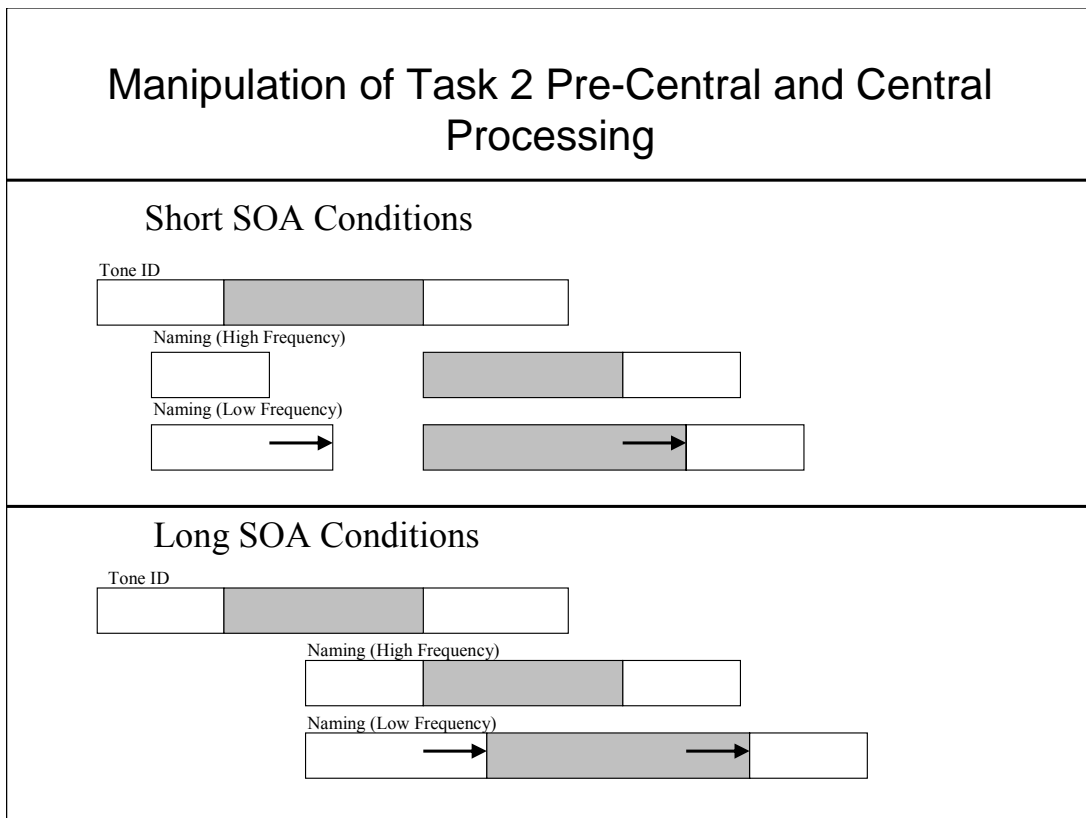 Manipulation of Task 2 Pre-Central and Central
Processing
Short SOA Conditions
Tone ID
Naming (High Frequency)
Naming (Low Frequency)
Long SOA Conditions
Tone ID
Naming (High Frequency)
Naming (Low Frequency)